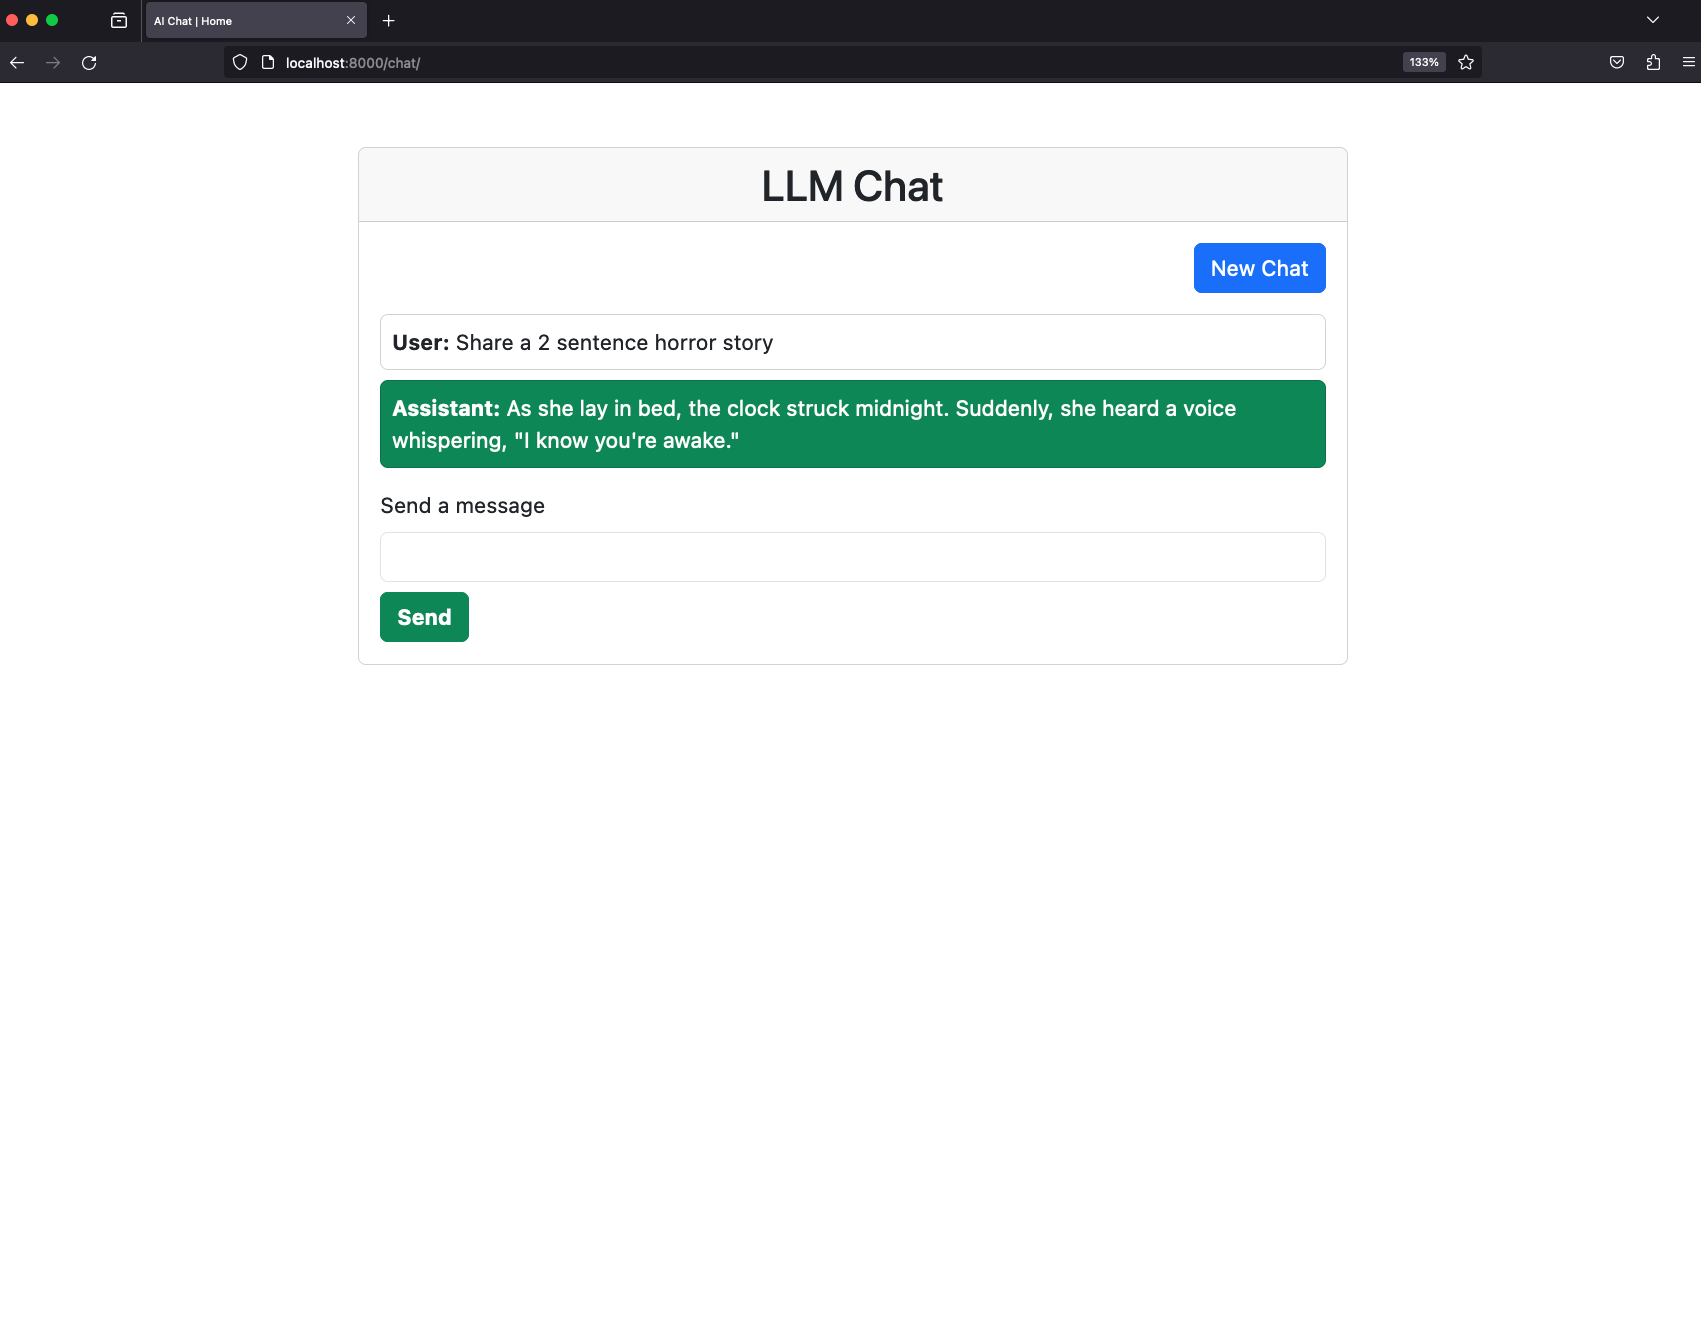 AI Chat | Home
localhost:8000/chat/
133%
LLM Chat
New Chat
User: Share a 2 sentence horror story
Assistant: As she lay in bed, the clock struck midnight. Suddenly, she heard a voice
whispering, "I know you're awake."
Send a message
Send